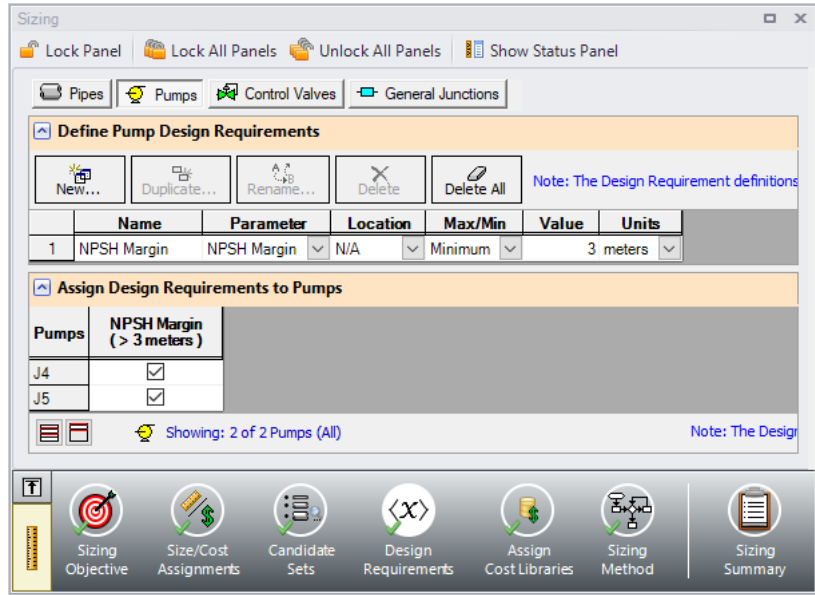 Sizing
Lock Panel Lock All Panels Unlock All Panels Show Status Panel
Pipes Pumps Control Valves General Junctions
Define Pump Design Requirements
New... Duplicate... Rename... Delete Delete All Note: The Design Requirement definitions
Name Parameter Location Max/Min Value Units
1 NPSH Margin NPSH Margin N/A Minimum 3 meters
Assign Design Requirements to Pumps
Pumps NPSH Margin
( > 3 meters )
J4
J5
Showing: 2 of 2 Pumps (All) Note: The Design
Sizing Size/Cost Candidate Design Assign Sizing Sizing
Objective Assignments Sets Requirements Cost Libraries Method Summary